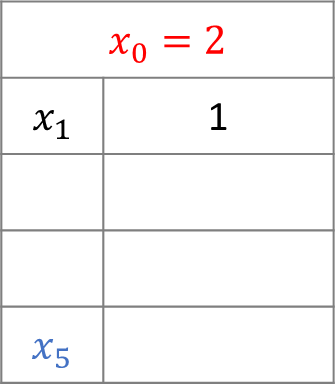 x₀ = 2
x₁ 1
x₅